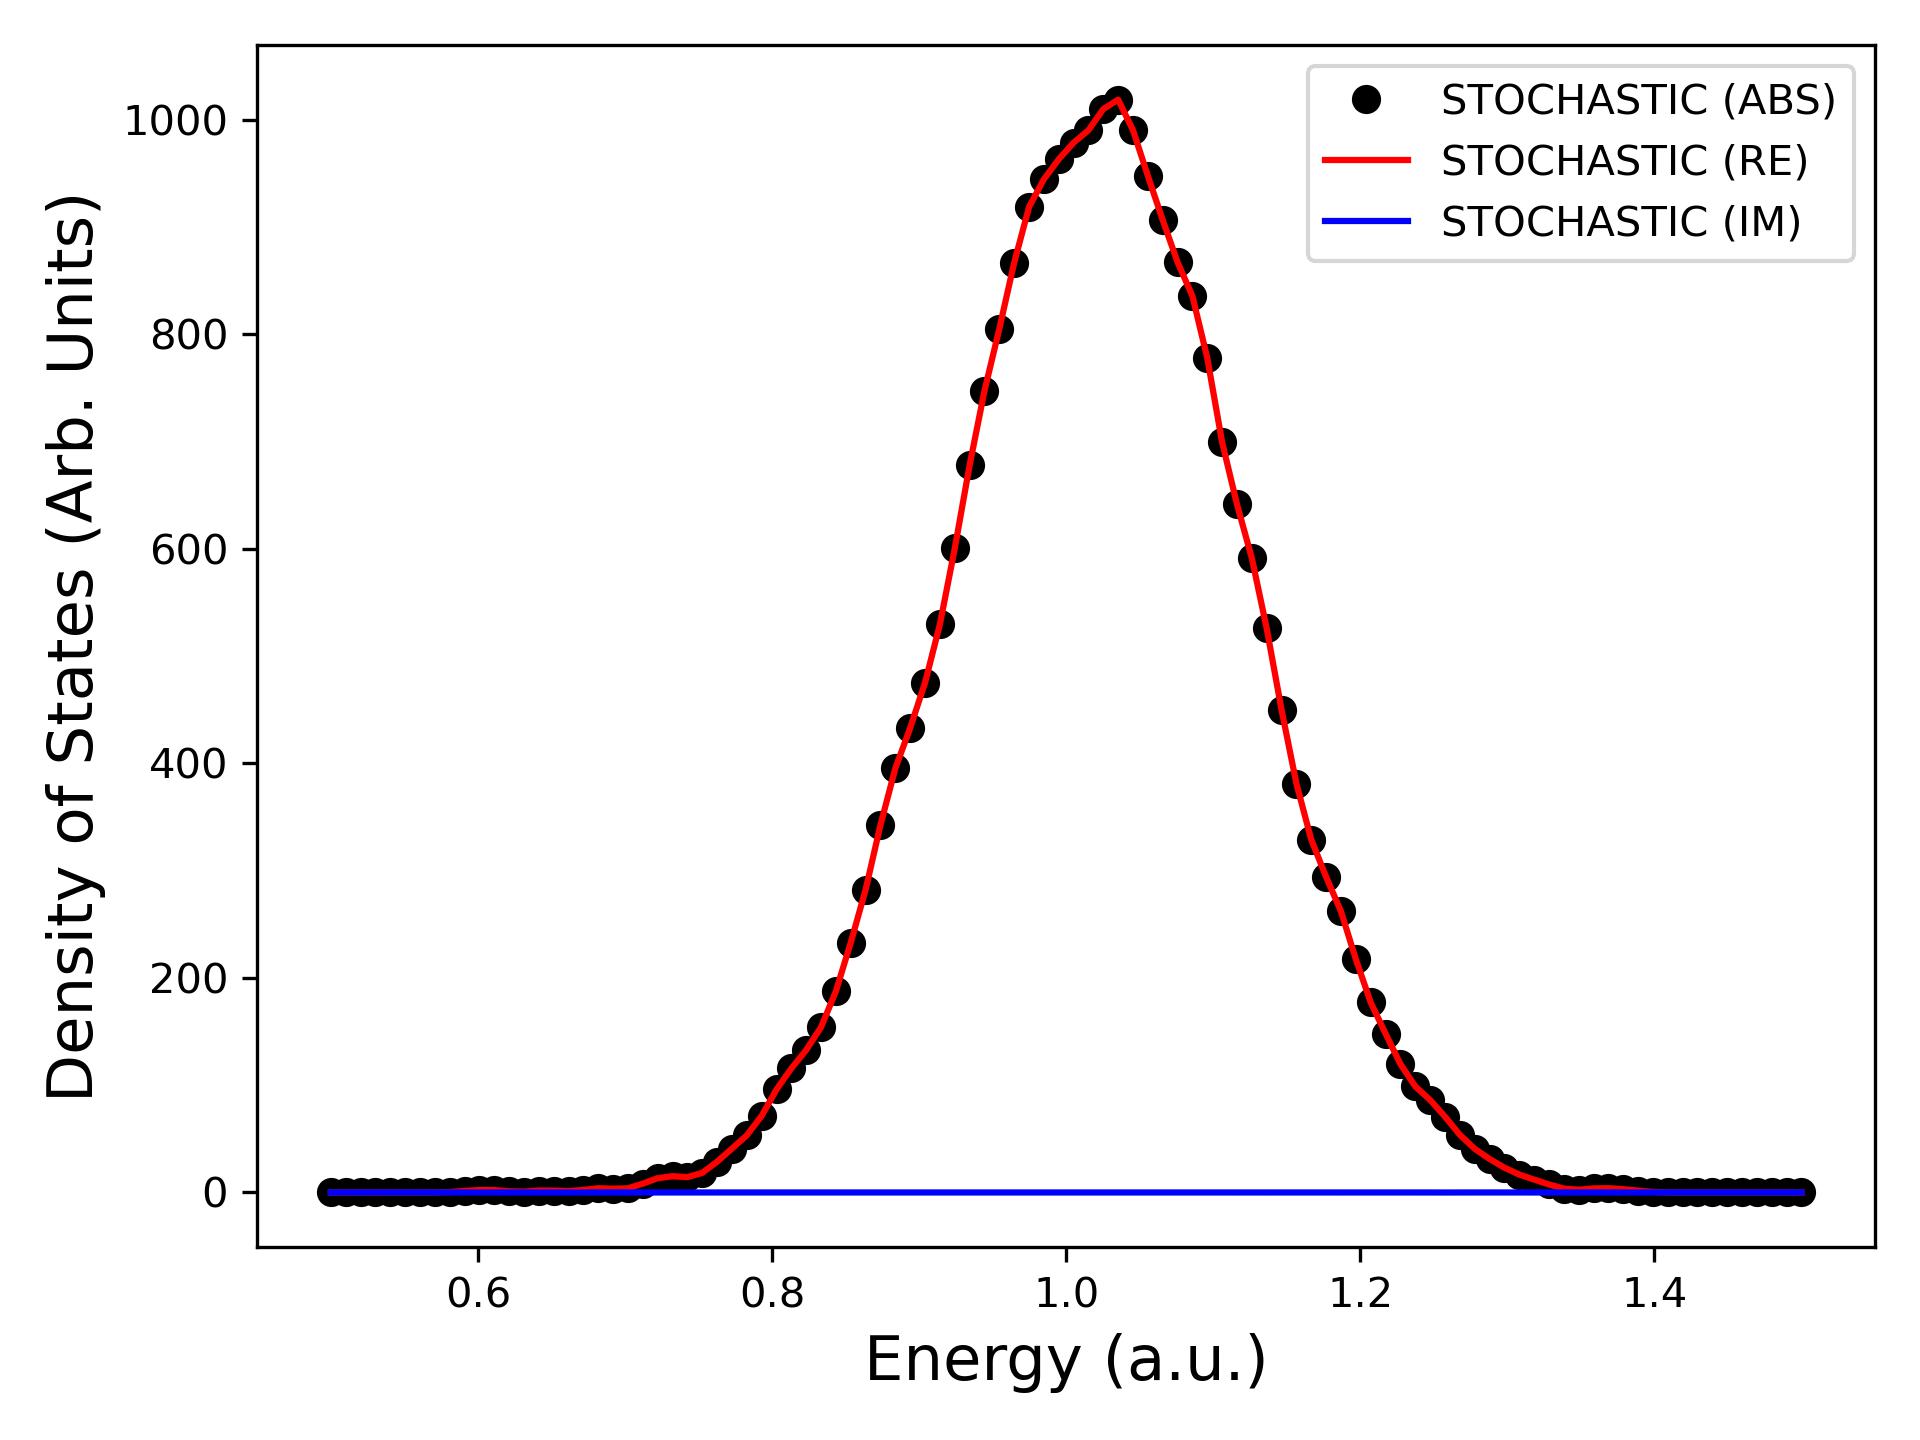 STOCHASTIC (ABS)
STOCHASTIC (RE)
STOCHASTIC (IM)
Density of States (Arb. Units)
1000
800
600
400
200
0
0.6 0.8 1.0 1.2 1.4
Energy (a.u.)